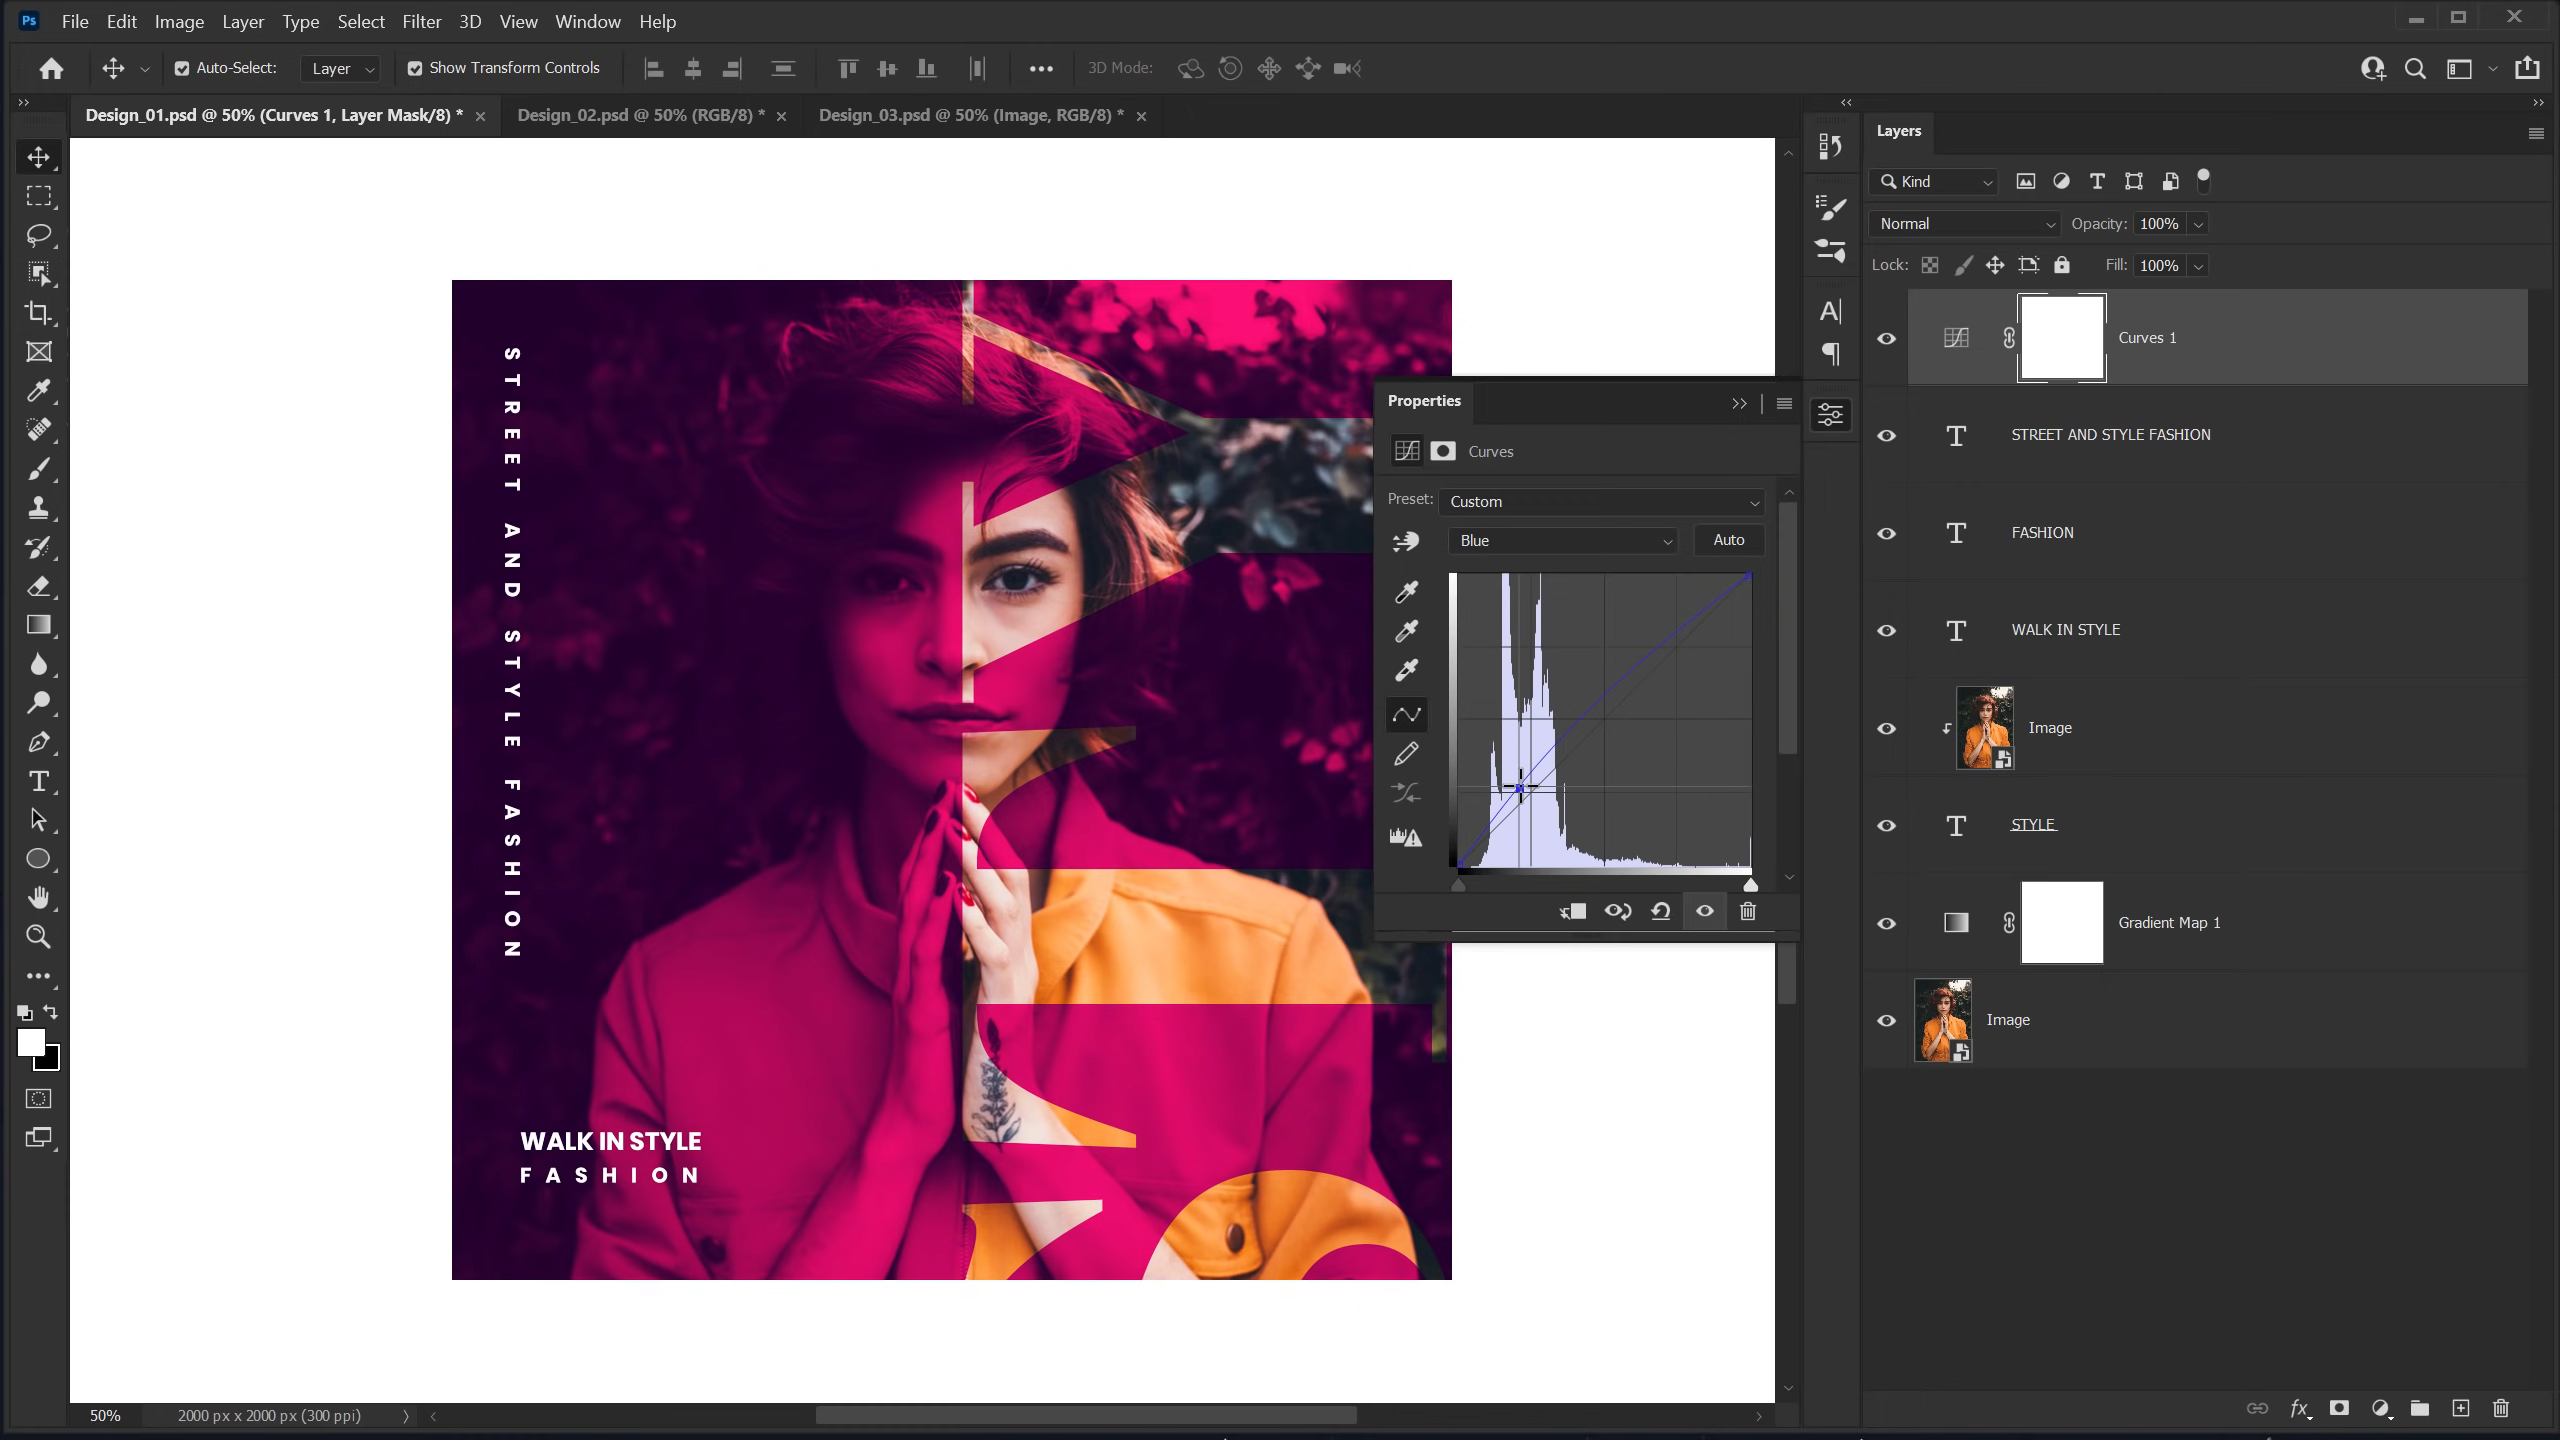 Ps File Edit Image Layer Type Select Filter 3D View Window Help
Auto-Select: Layer Show Transform Controls 3D Mode:
Design_01.psd @ 50% (Curves 1, Layer Mask/8) * Design_02.psd @ 50% (RGB/8) * Design_03.psd @ 50% (Image, RGB/8) *
STREET AND STYLE FASHION
WALK IN STYLE
FASHION
Properties
Curves
Preset: Custom
Blue Auto
Layers
Kind
Normal Opacity: 100%
Lock: Fill: 100%
Curves 1
STREET AND STYLE FASHION
FASHION
WALK IN STYLE
Image
STYLE
Gradient Map 1
Image
fx
50% 2000 px x 2000 px (300 ppi)